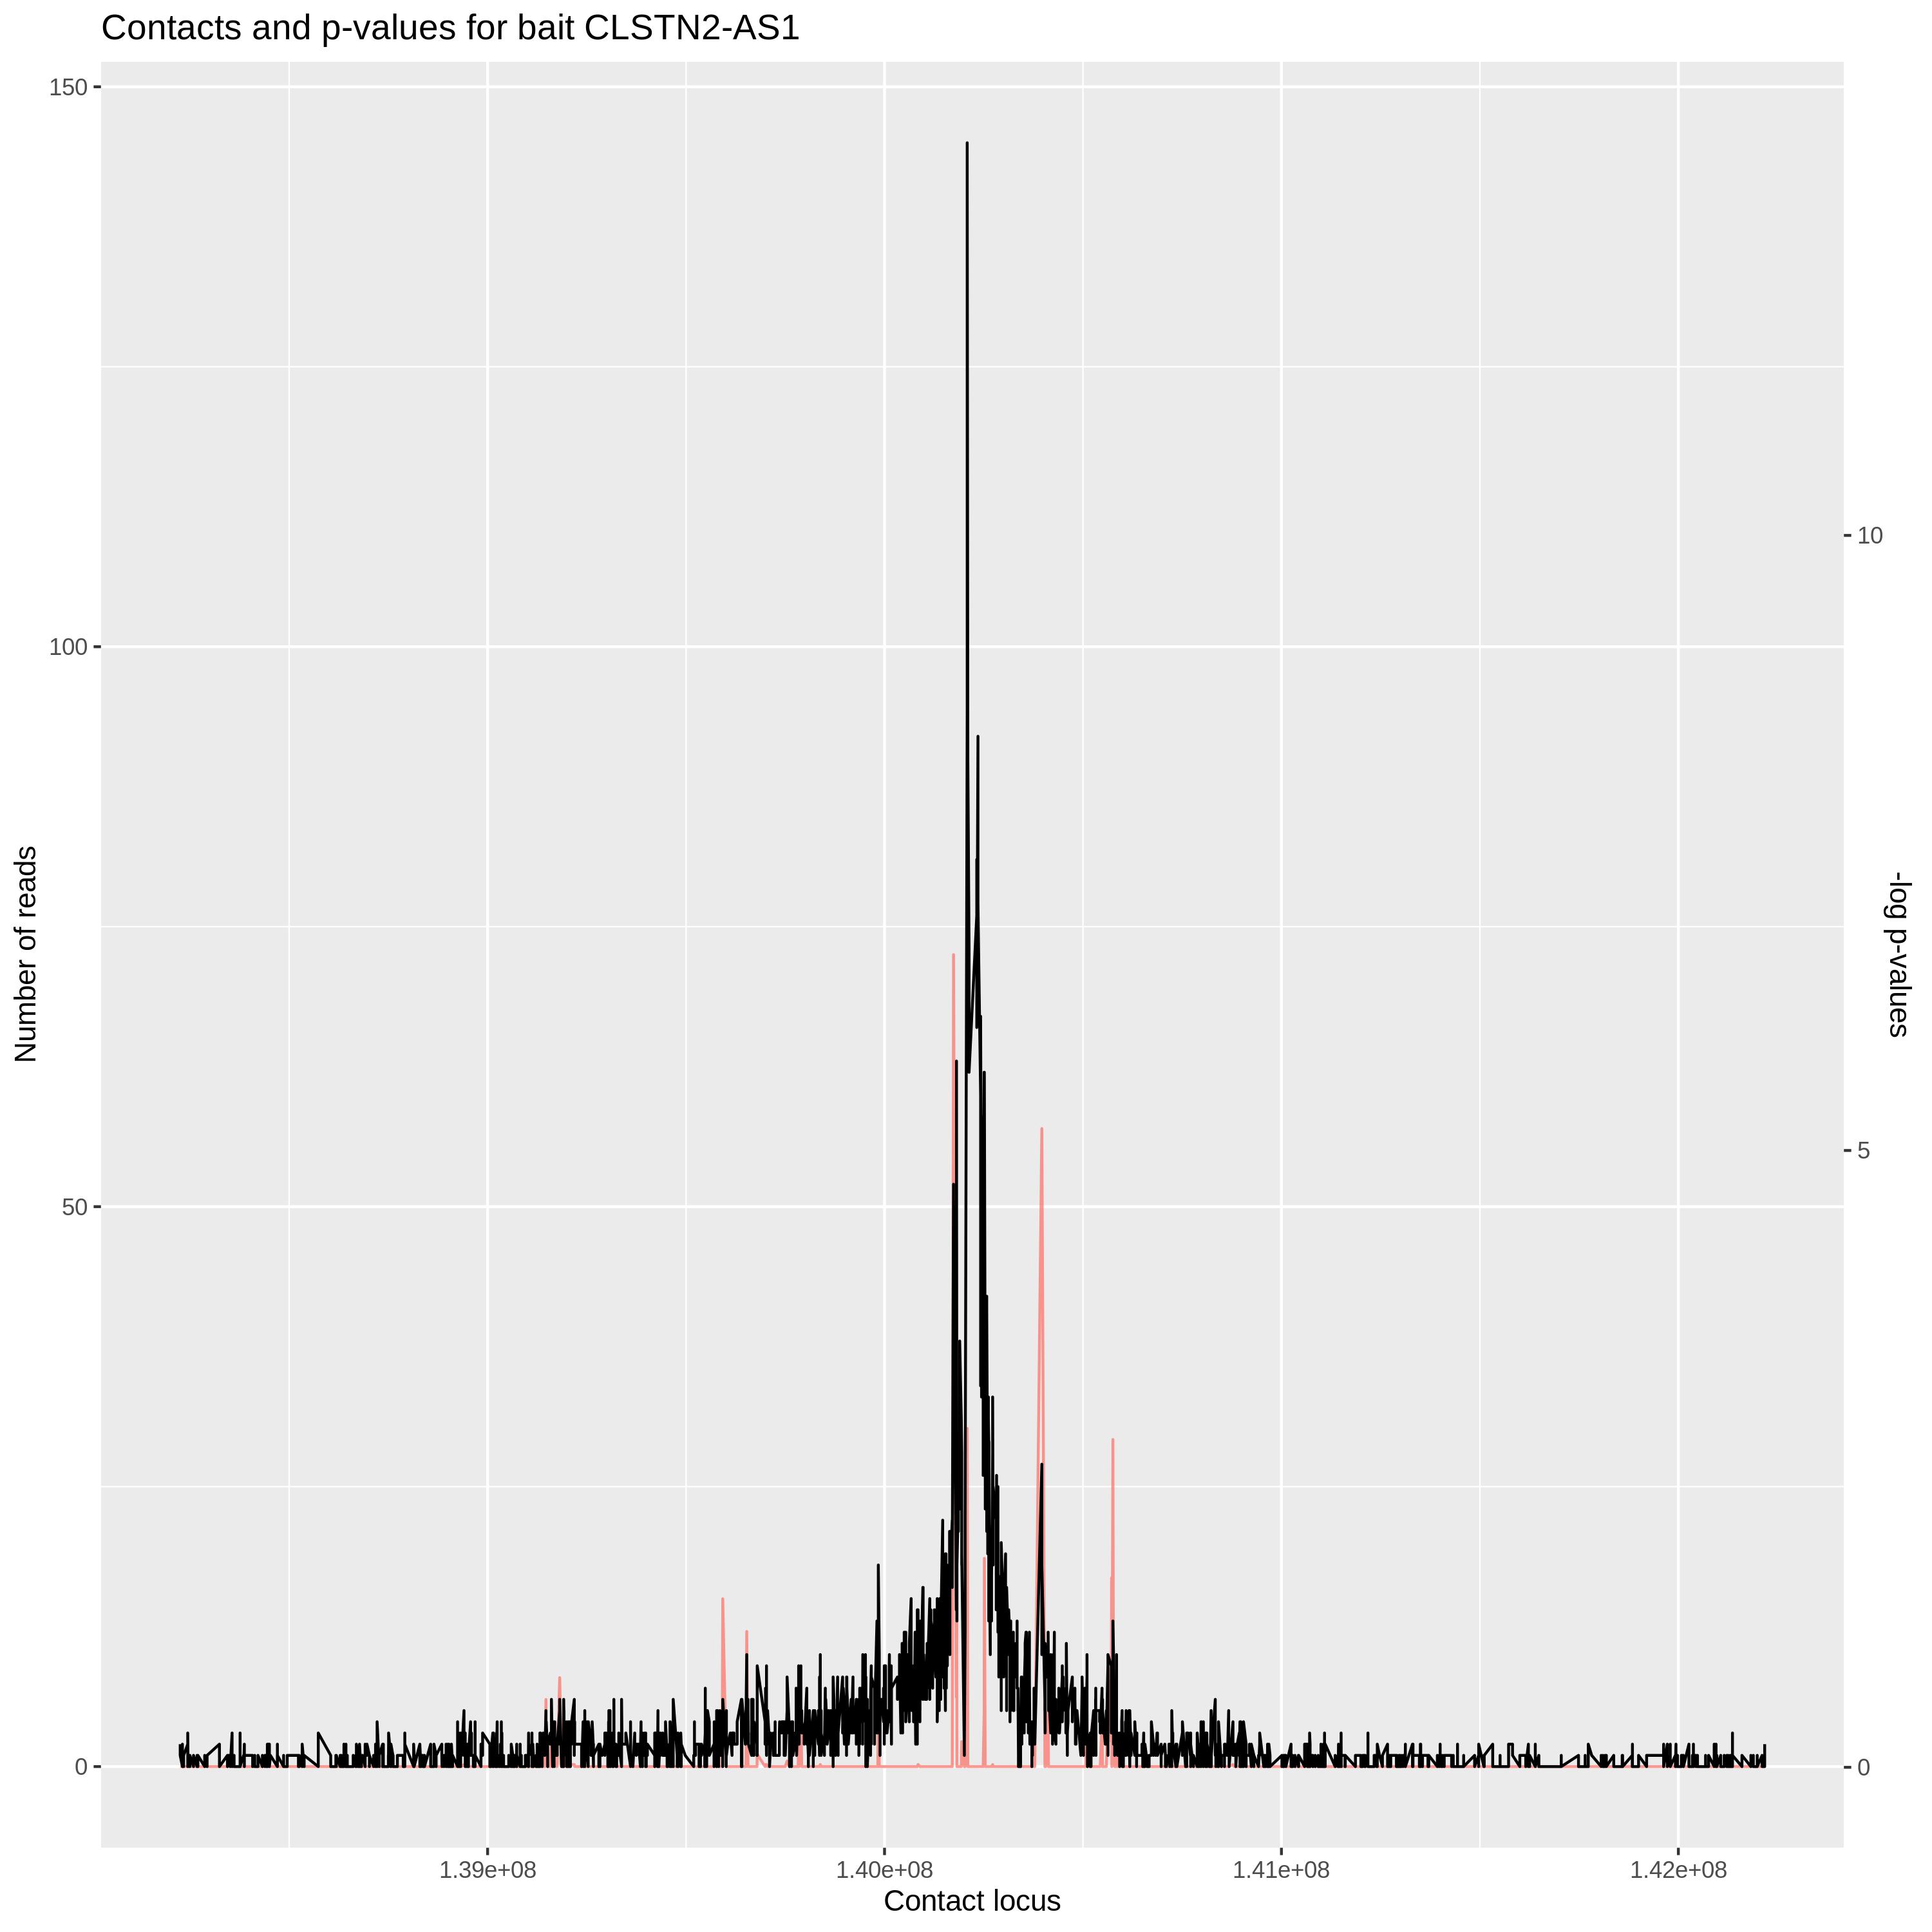 Contacts and p-values for bait CLSTN2-AS1
150
100
50
0
Number of reads
10
5
0
-log p-values
1.39e+08
1.40e+08
1.41e+08
1.42e+08
Contact locus